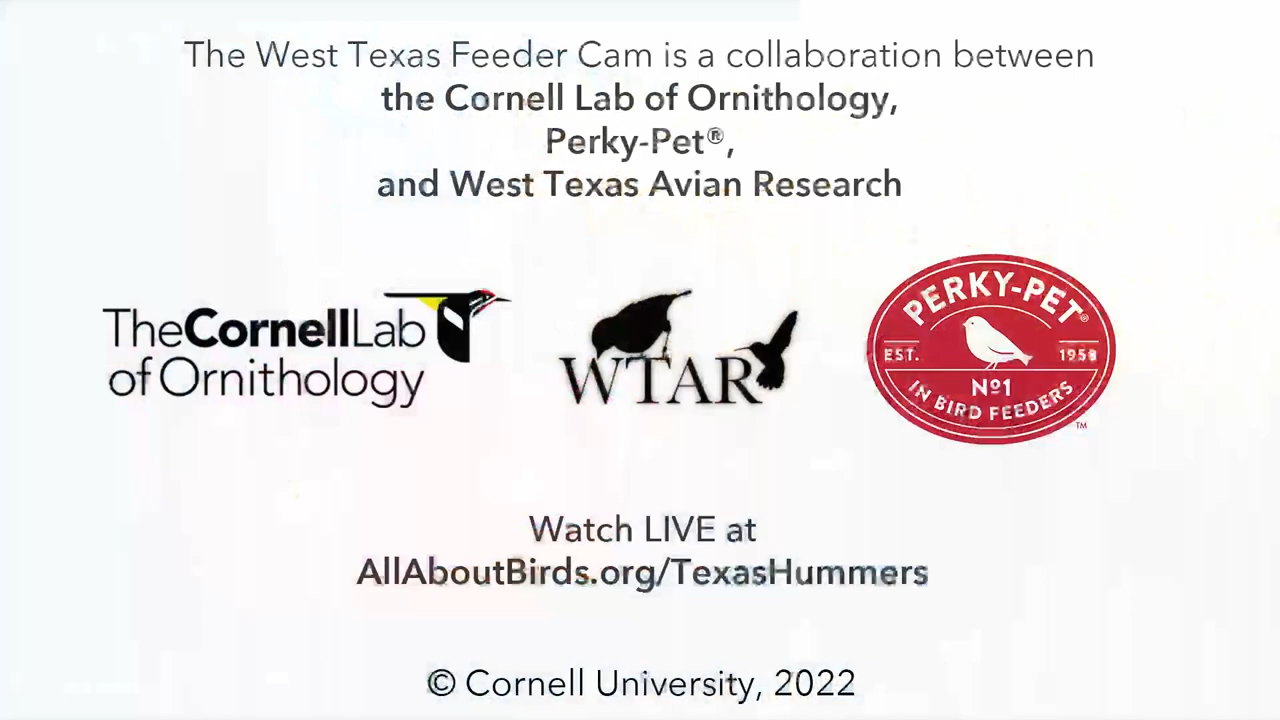 The West Texas Feeder Cam is a collaboration between
the Cornell Lab of Ornithology,
Perky-Pet®,
and West Texas Avian Research
TheCornellLab
of Ornithology
WTAR
PERKY-PET®
EST. 1958
Nº1
IN BIRD FEEDERS
™
Watch LIVE at
AllAboutBirds.org/TexasHummers
© Cornell University, 2022